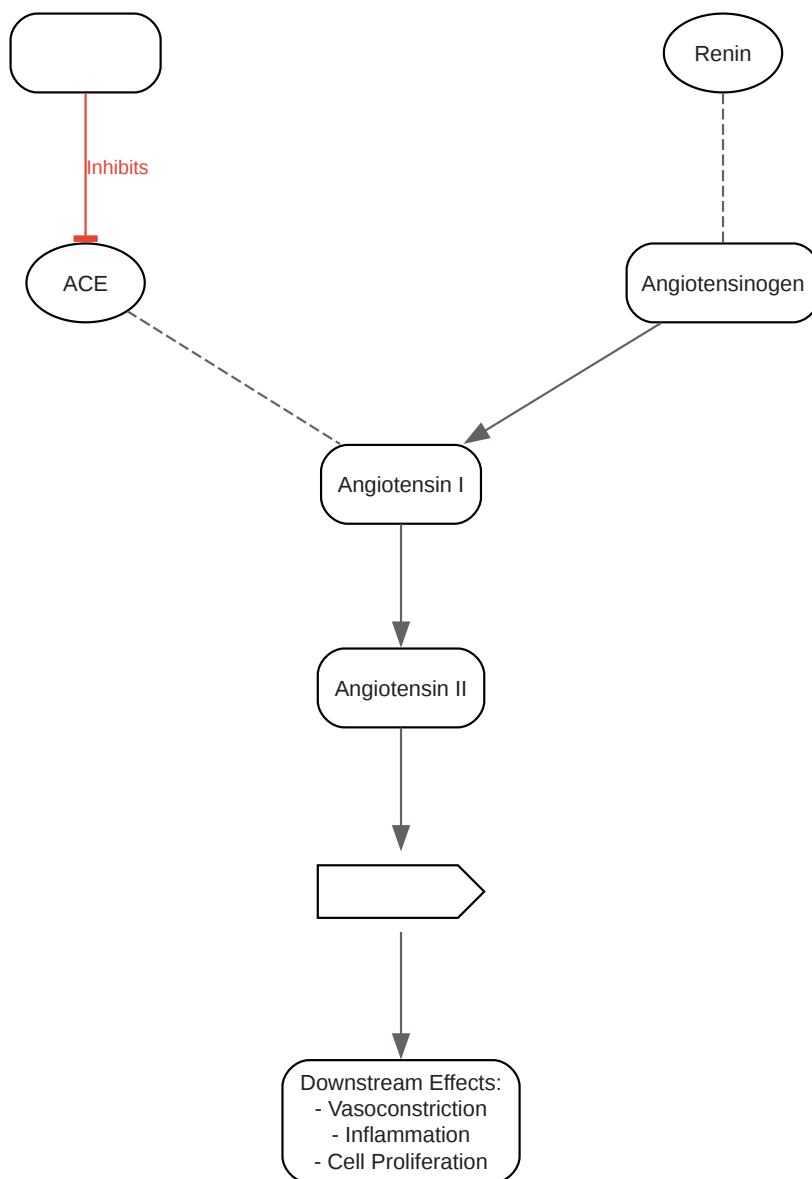 Renin
Inhibits
ACE
Angiotensinogen
Angiotensin I
Angiotensin II
Downstream Effects:
- Vasoconstriction
- Inflammation
- Cell Proliferation